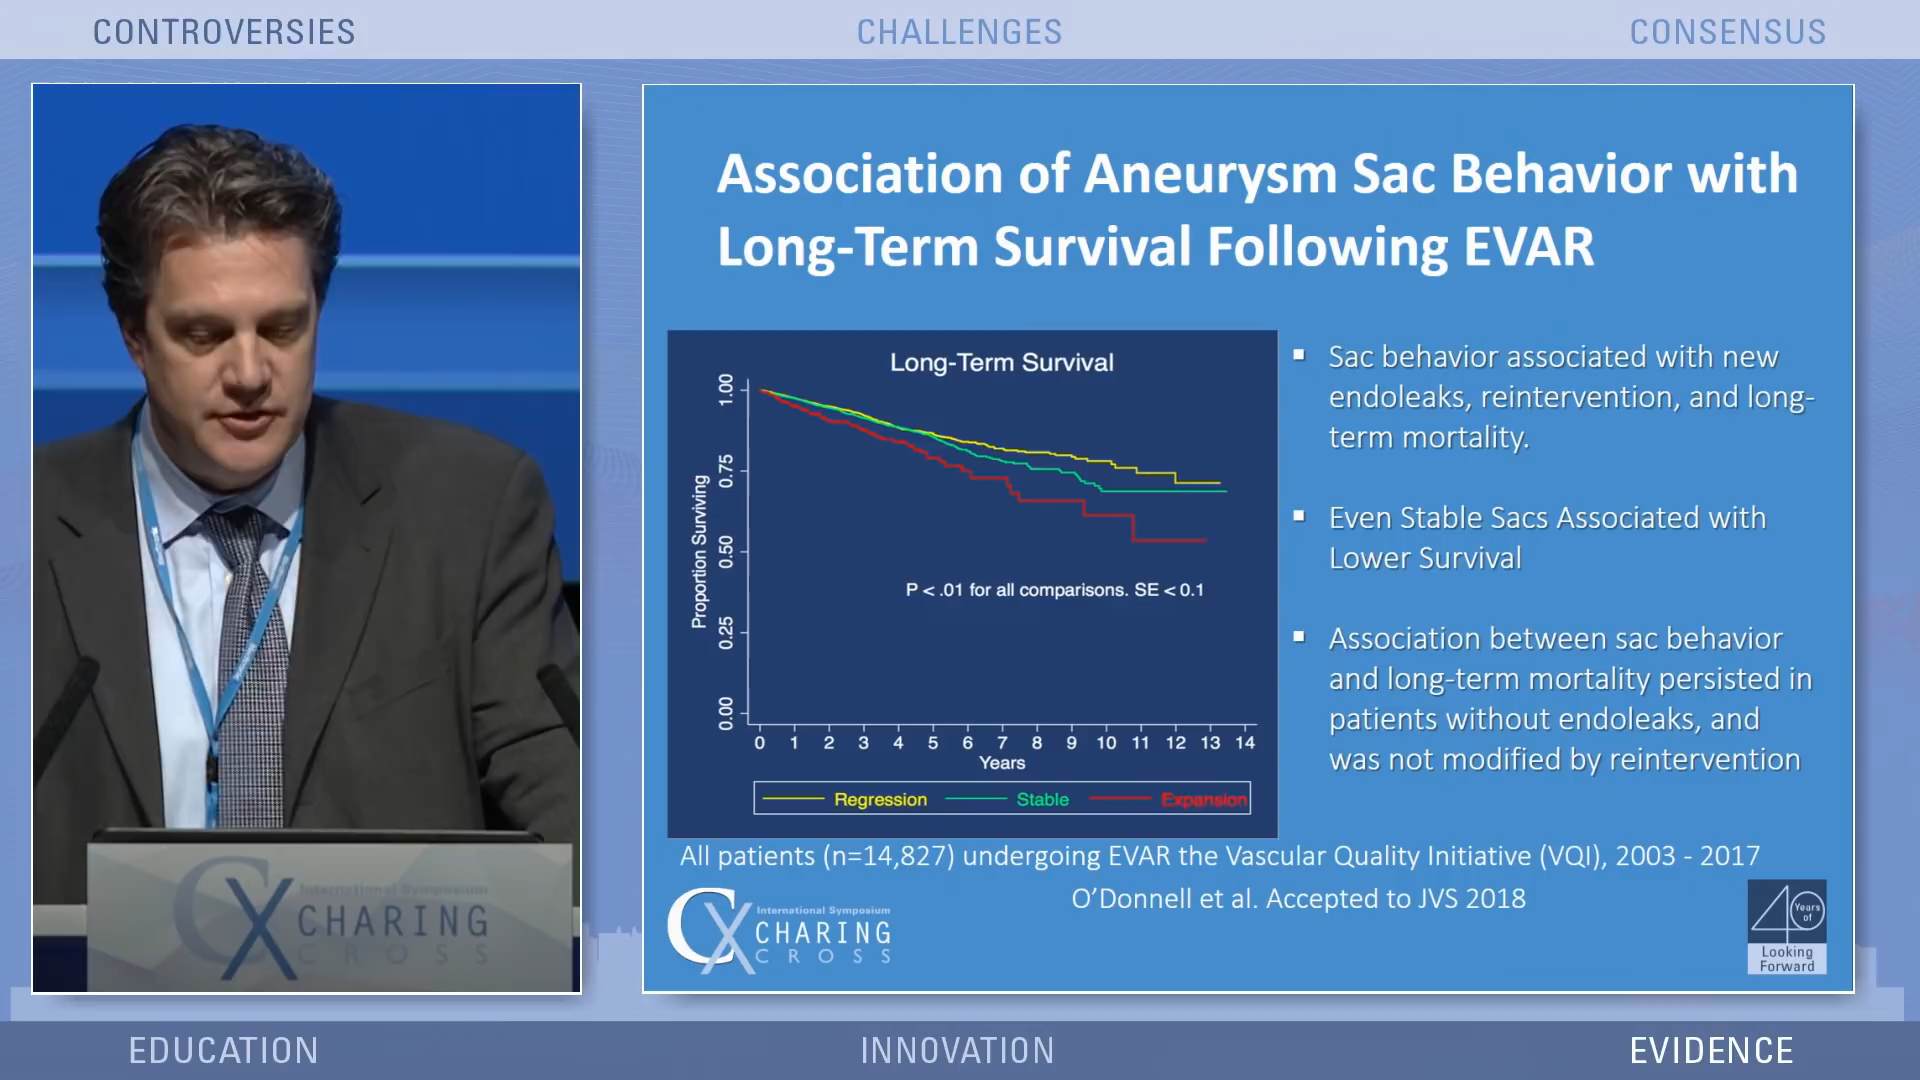 CONTROVERSIES
CHALLENGES
CONSENSUS
Association of Aneurysm Sac Behavior with
Long-Term Survival Following EVAR
Long-Term Survival
Proportion Surviving
1.00
0.75
0.50
0.25
0.00
P < .01 for all comparisons. SE < 0.1
0 1 2 3 4 5 6 7 8 9 10 11 12 13 14
Years
Regression Stable Expansion
▪ Sac behavior associated with new
endoleaks, reintervention, and long-
term mortality.
▪ Even Stable Sacs Associated with
Lower Survival
▪ Association between sac behavior
and long-term mortality persisted in
patients without endoleaks, and
was not modified by reintervention
All patients (n=14,827) undergoing EVAR the Vascular Quality Initiative (VQI), 2003 - 2017
O’Donnell et al. Accepted to JVS 2018
CX
International Symposium
CHARING
CROSS
40
Years
of
Looking
Forward
CX
International Symposium
CHARING
CROSS
EDUCATION
INNOVATION
EVIDENCE